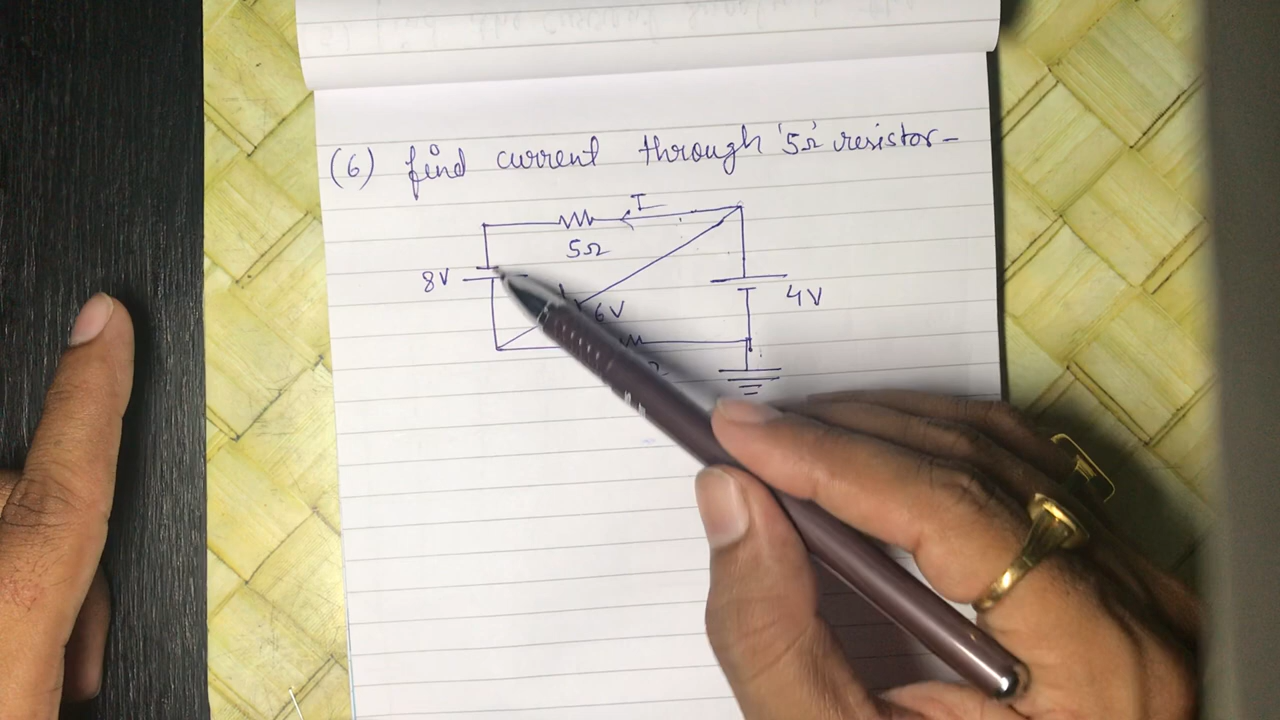 (6) find current through '5Ω' resistor-
I
5Ω
8V
6V
4V